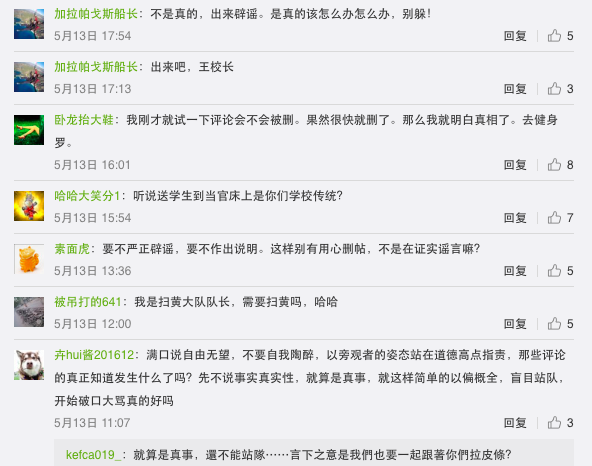 加拉帕戈斯船长：不是真的，出来辟谣。是真的该怎么办怎么办，别躲！
5月13日 17:54 回复 5
加拉帕戈斯船长：出来吧，王校长
5月13日 17:13 回复 3
卧龙抬大鞋：我刚才就试一下评论会不会被删。果然很快就删了。那么我就明白真相了。去健身
罗。
5月13日 16:01 回复 8
哈哈大笑分1：听说送学生到当官床上是你们学校传统？
5月13日 15:54 回复 7
素面虎：要不严正辟谣，要不作出说明。这样别有用心删帖，不是在证实谣言嘛？
5月13日 13:36 回复 5
被吊打的641：我是扫黄大队队长，需要扫黄吗，哈哈
5月13日 12:00 回复 5
卉hui酱201612：满口说自由无望，不要自我陶醉，以旁观者的姿态站在道德高点指责，那些评论
的真正知道发生什么了吗？先不说事实真实性，就算是真事，就这样简单的以偏概全，盲目站队，
开始破口大骂真的好吗
5月13日 11:07 回复 3
kefca019_：就算是真事，還不能站隊……言下之意是我們也要一起跟著你們拉皮條？